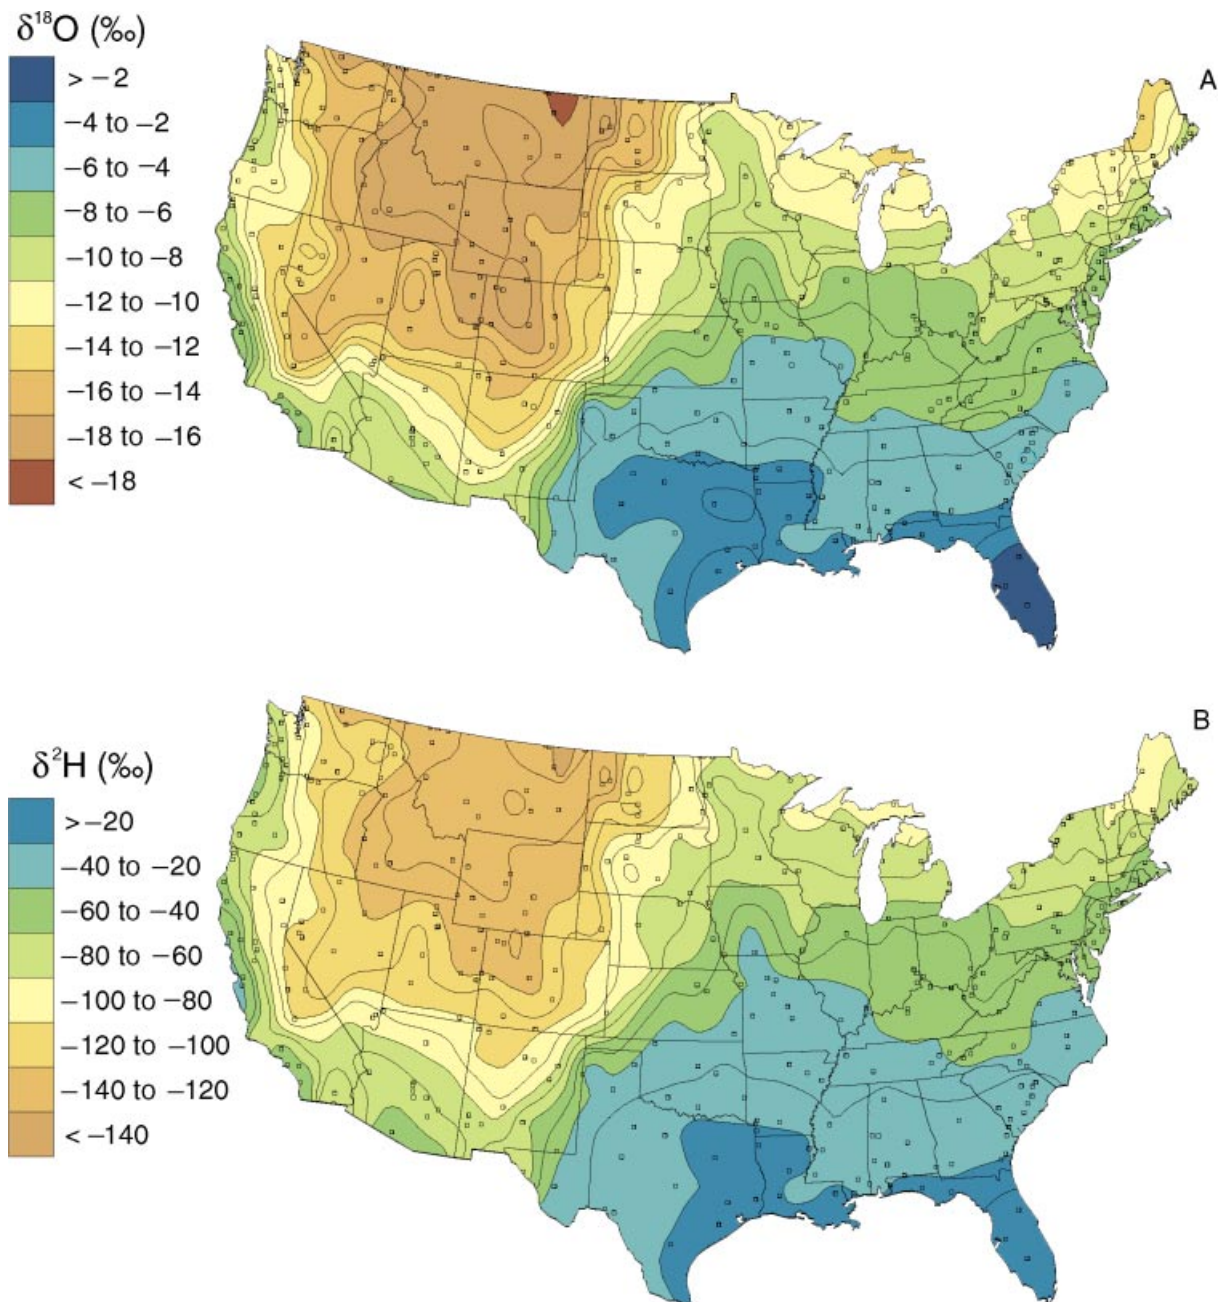 δ¹⁸O (‰)
> −2
−4 to −2
−6 to −4
−8 to −6
−10 to −8
−12 to −10
−14 to −12
−16 to −14
−18 to −16
< −18
A
δ²H (‰)
>−20
−40 to −20
−60 to −40
−80 to −60
−100 to −80
−120 to −100
−140 to −120
< −140
B